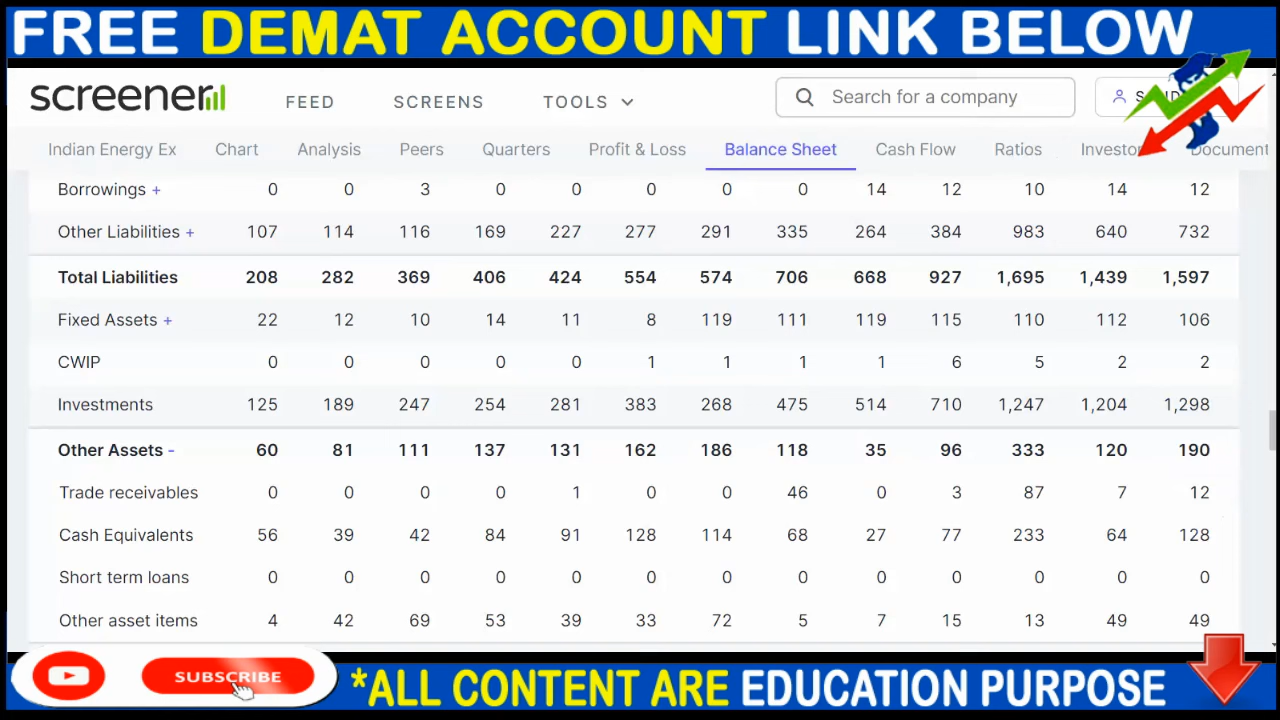 FREE DEMAT ACCOUNT LINK BELOW
screener
FEED SCREENS TOOLS
Search for a company
Indian Energy Ex Chart Analysis Peers Quarters Profit & Loss Balance Sheet Cash Flow Ratios Investor Document
Borrowings + 0 0 3 0 0 0 0 0 14 12 10 14 12
Other Liabilities + 107 114 116 169 227 277 291 335 264 384 983 640 732
Total Liabilities 208 282 369 406 424 554 574 706 668 927 1,695 1,439 1,597
Fixed Assets + 22 12 10 14 11 8 119 111 119 115 110 112 106
CWIP 0 0 0 0 0 1 1 1 1 6 5 2 2
Investments 125 189 247 254 281 383 268 475 514 710 1,247 1,204 1,298
Other Assets - 60 81 111 137 131 162 186 118 35 96 333 120 190
Trade receivables 0 0 0 0 1 0 0 46 0 3 87 7 12
Cash Equivalents 56 39 42 84 91 128 114 68 27 77 233 64 128
Short term loans 0 0 0 0 0 0 0 0 0 0 0 0 0
Other asset items 4 42 69 53 39 33 72 5 7 15 13 49 49
SUBSCRIBE
*ALL CONTENT ARE EDUCATION PURPOSE